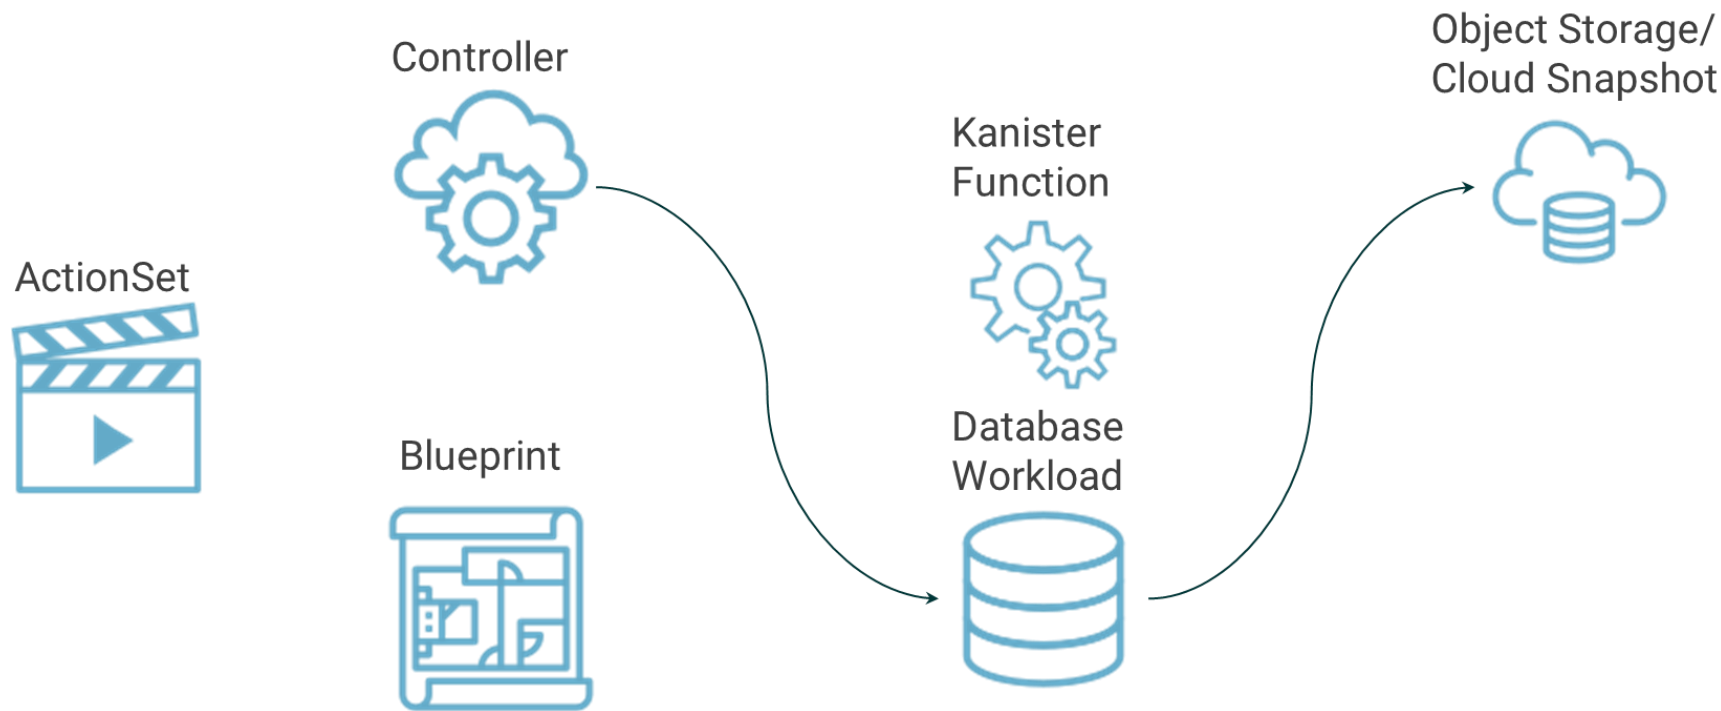 ActionSet
Controller
Blueprint
Kanister
Function
Database
Workload
Object Storage/
Cloud Snapshot